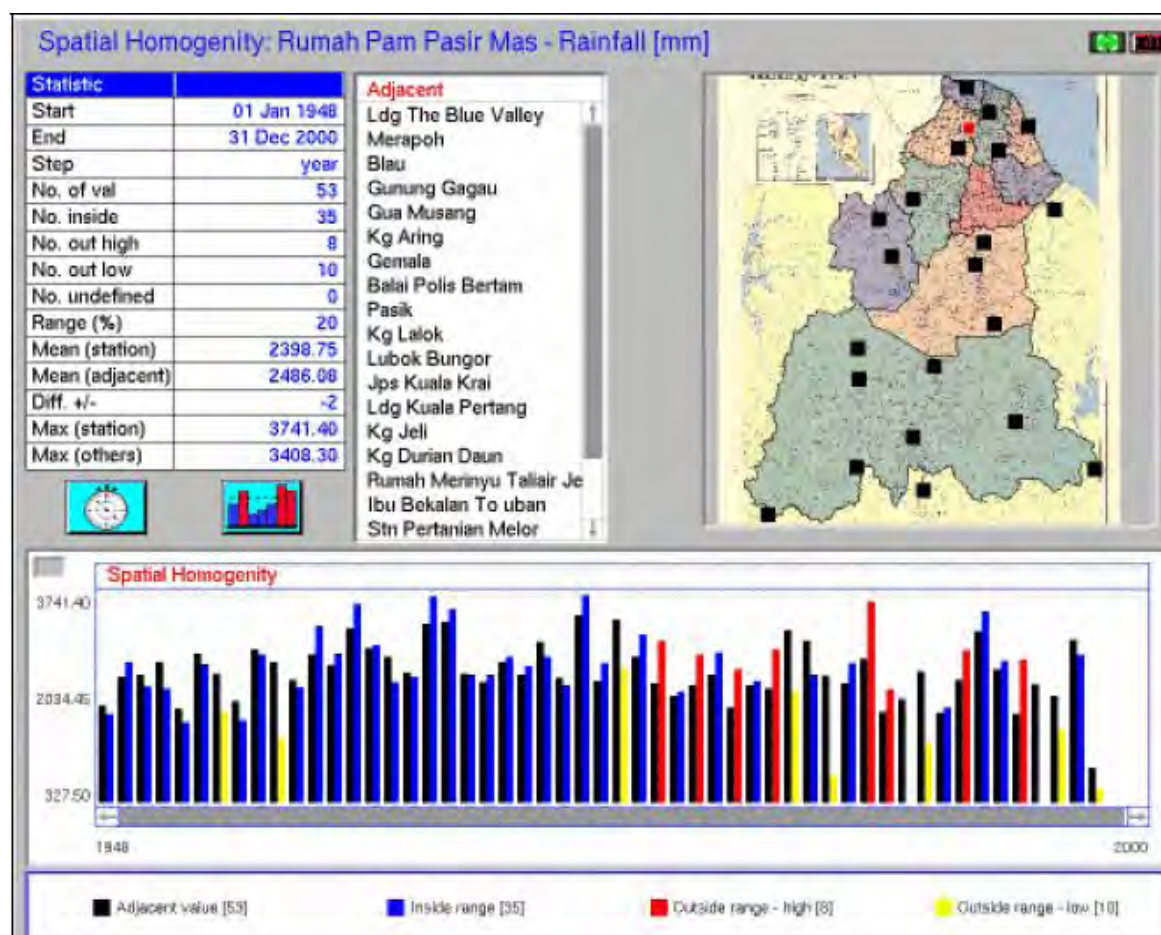 Spatial Homogenity: Rumah Pam Pasir Mas - Rainfall [mm]
Statistic
Start 01 Jan 1948
End 31 Dec 2000
Step year
No. of val 53
No. inside 35
No. out high 8
No. out low 10
No. undefined 0
Range (%) 20
Mean (station) 2398.75
Mean (adjacent) 2486.08
Diff. +/- -2
Max (station) 3741.40
Max (others) 3408.30
Adjacent
Ldg The Blue Valley
Merapoh
Blau
Gunung Gagau
Gua Musang
Kg Aring
Gemala
Balai Polis Bertam
Pasik
Kg Lalok
Lubok Bungor
Jps Kuala Krai
Ldg Kuala Pertang
Kg Jeli
Kg Durian Daun
Rumah Merinyu Taliair Je
Ibu Bekalan To uban
Stn Pertanian Melor
Spatial Homogenity
3741.40
2034.45
327.50
1948 2000
Adjacent value [53] Inside range [35] Outside range - high [8] Outside range - low [10]